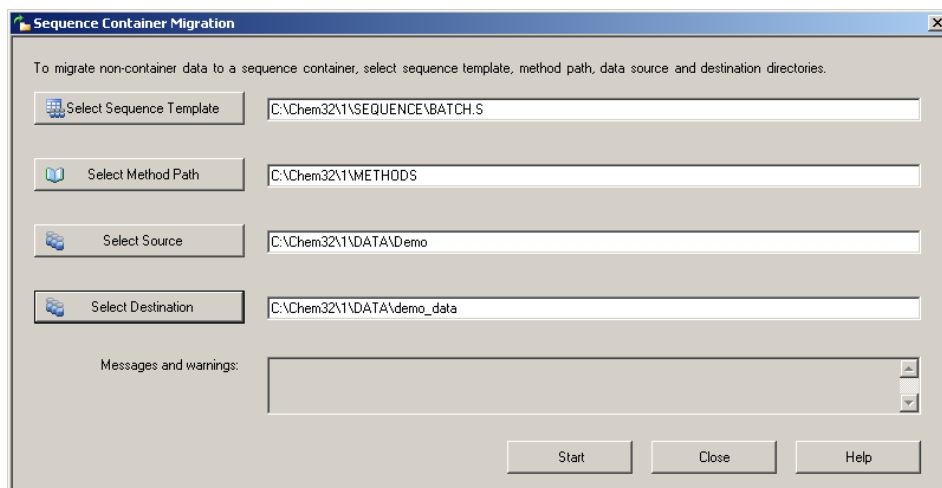 Sequence Container Migration
To migrate non-container data to a sequence container, select sequence template, method path, data source and destination directories.
Select Sequence Template C:\Chem32\1\SEQUENCE\BATCH.S
Select Method Path C:\Chem32\1\METHODS
Select Source C:\Chem32\1\DATA\Demo
Select Destination C:\Chem32\1\DATA\demo_data
Messages and warnings:
Start Close Help